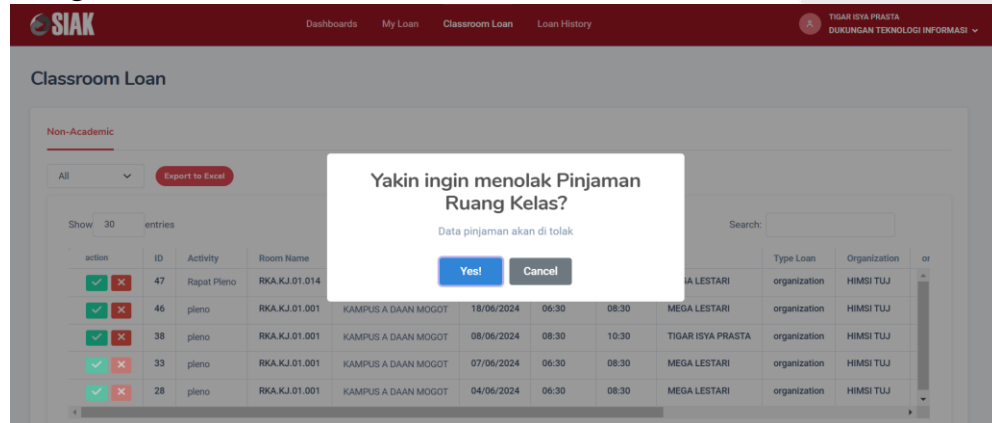 SIAK Dashboards My Loan Classroom Loan Loan History TIGAR ISYA PRASTA
DUKUNGAN TEKNOLOGI INFORMASI
Classroom Loan
Non-Academic
All Export to Excel
Yakin ingin menolak Pinjaman
Ruang Kelas?
Data pinjaman akan di tolak
Yes! Cancel
Show 30 entries Search:
action ID Activity Room Name Type Loan Organization or
47 Rapat Pleno RKA.KJ.01.014 GA LESTARI organization HIMSI TUJ
46 pleno RKA.KJ.01.001 KAMPUS A DAAN MOGOT 18/06/2024 06:30 08:30 MEGA LESTARI organization HIMSI TUJ
38 pleno RKA.KJ.01.001 KAMPUS A DAAN MOGOT 08/06/2024 08:30 10:30 TIGAR ISYA PRASTA organization HIMSI TUJ
33 pleno RKA.KJ.01.001 KAMPUS A DAAN MOGOT 07/06/2024 06:30 08:30 MEGA LESTARI organization HIMSI TUJ
28 pleno RKA.KJ.01.001 KAMPUS A DAAN MOGOT 04/06/2024 06:30 08:30 MEGA LESTARI organization HIMSI TUJ